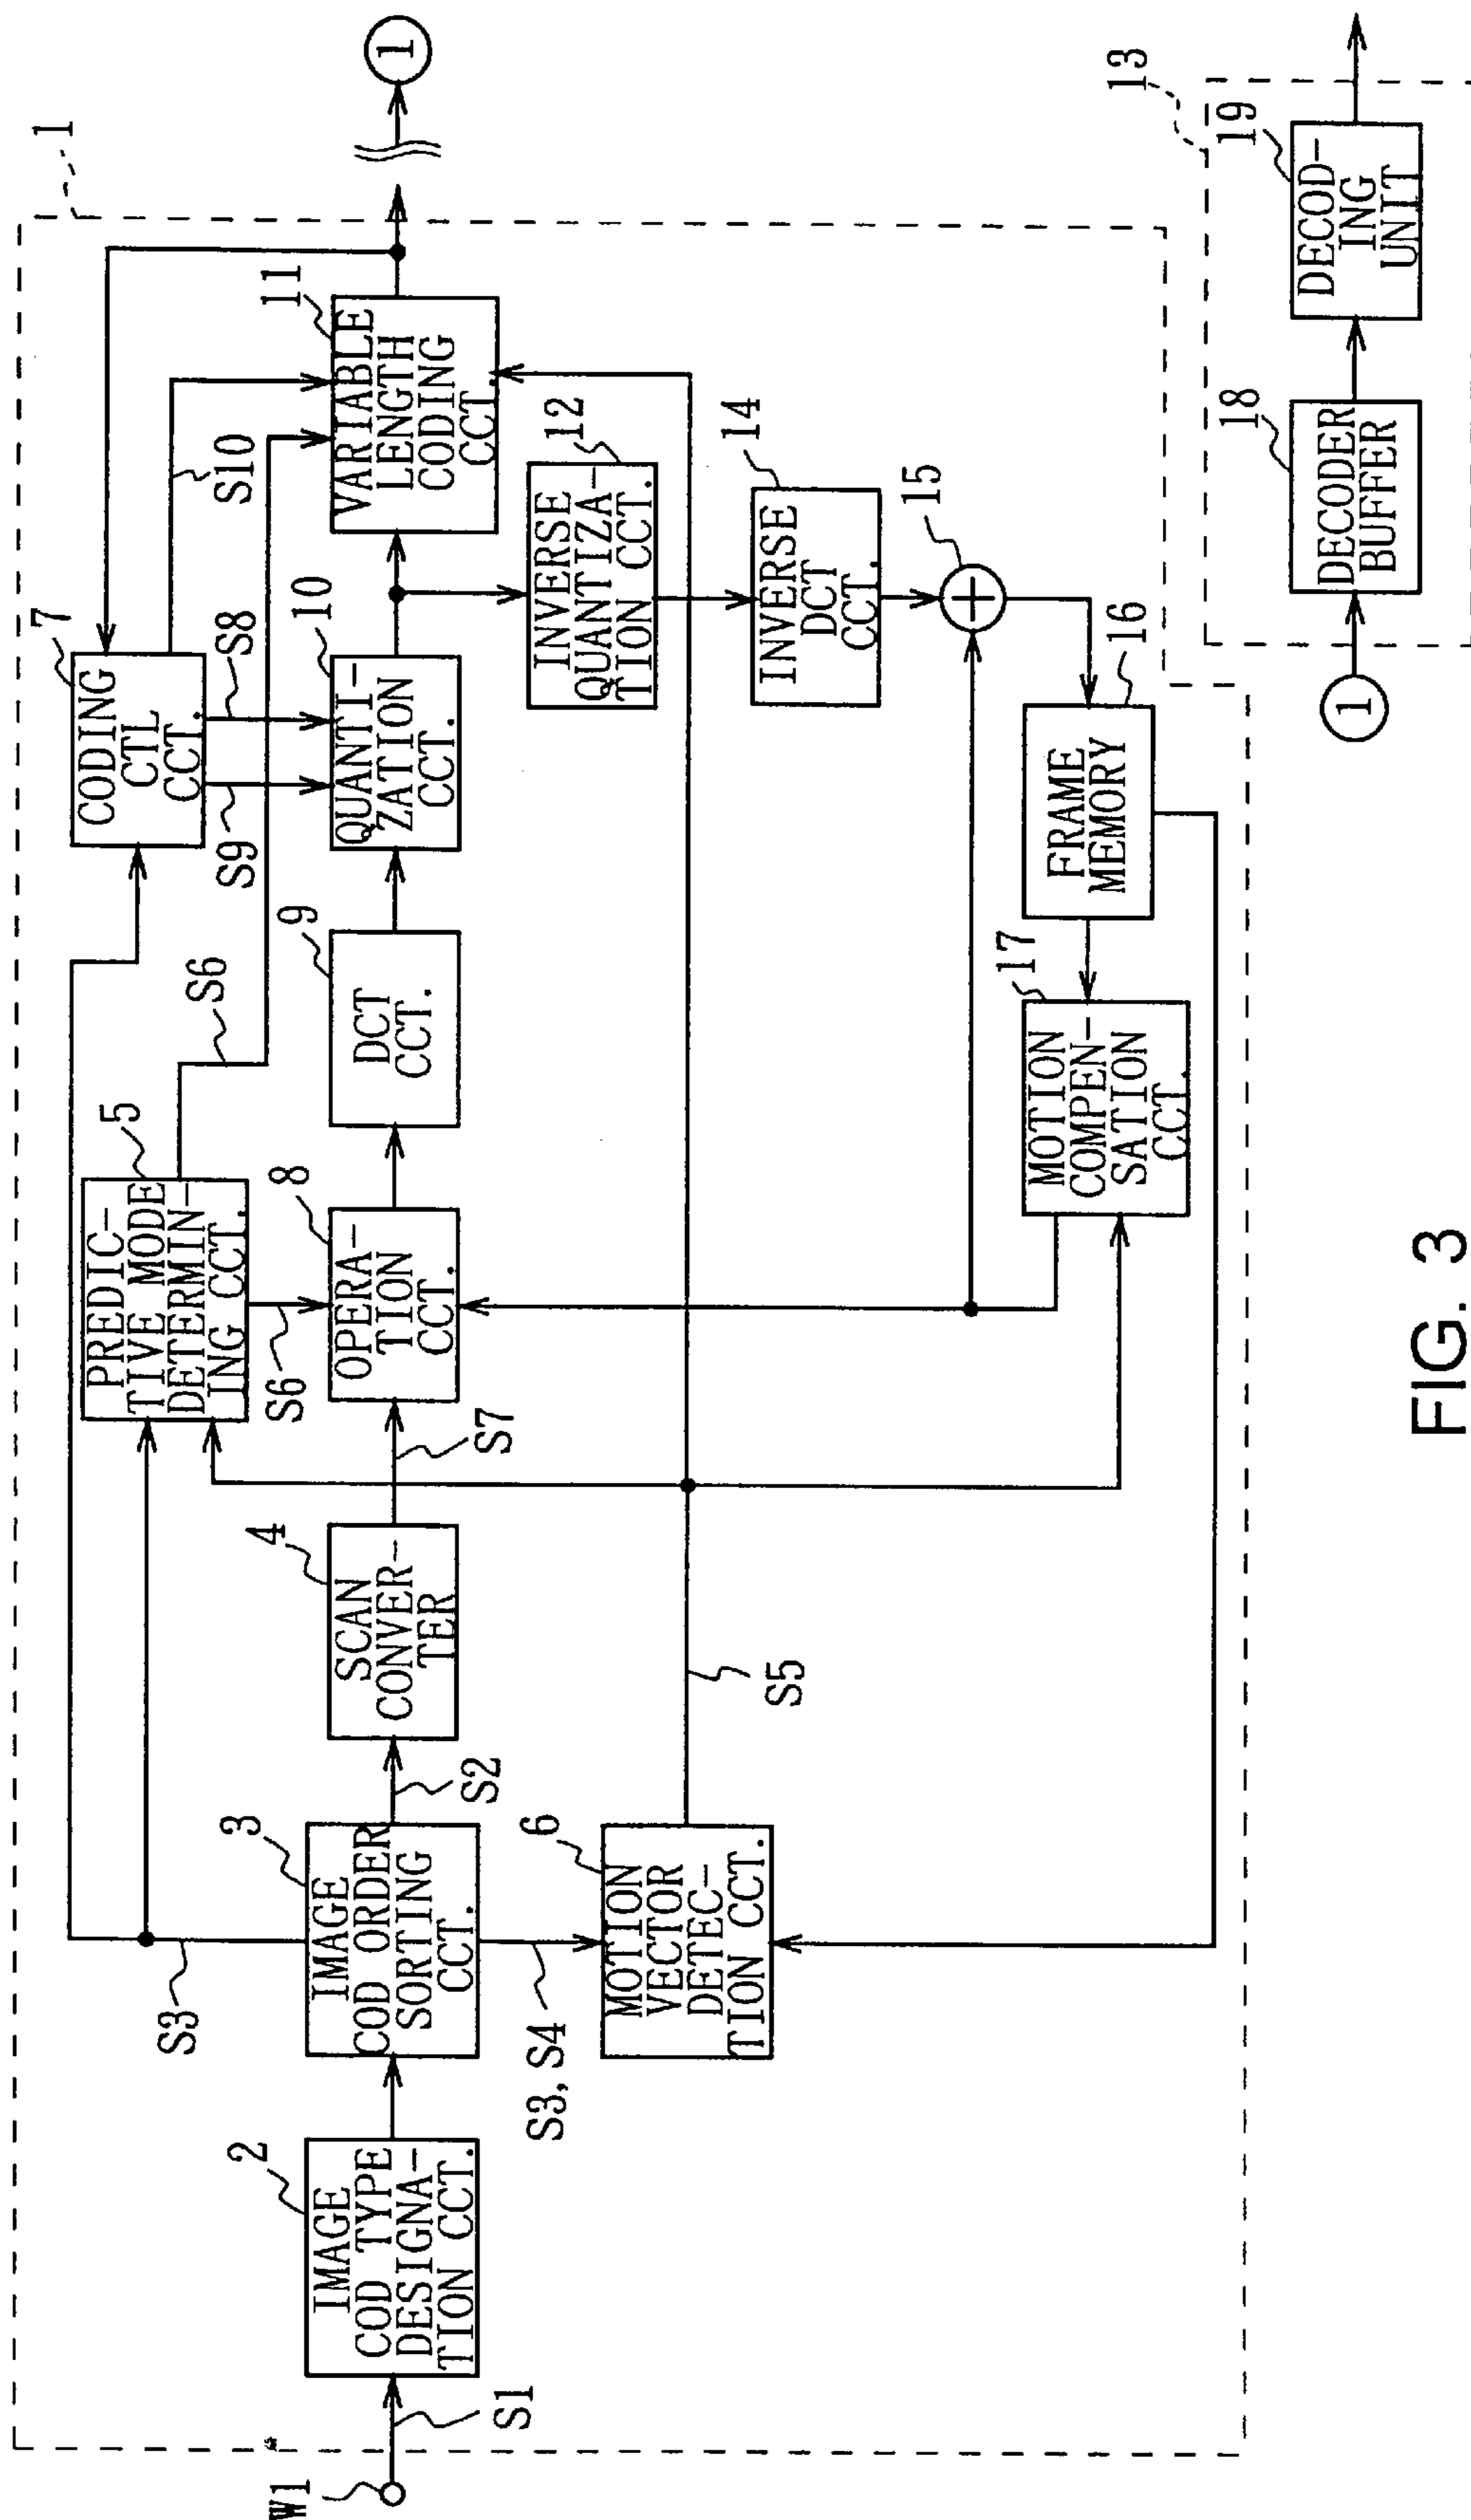 1
7
CODING
CTL
CCT.
S10
S8
S9
S6
5
PREDIC-
TIVE MODE
DETERMIN-
ING CCT.
S6
S3
W1
S1
2
IMAGE
COD TYPE
DESIGNA-
TION CCT.
3
IMAGE
COD ORDER
SORTING
CCT.
S2
4
SCAN
CONVER-
TER
S7
8
OPERA-
TION
CCT.
9
DCT
CCT.
10
QUANTI-
ZATION
CCT.
11
VARIABLE
LENGTH
CODING
CCT.
1
S3, S4
6
MOTION
VECTOR
DETEC-
TION CCT.
S5
12
INVERSE
QUANTIZA-
TION CCT.
14
INVERSE
DCT
CCT.
15
16
FRAME
MEMORY
17
MOTION
COMPEN-
SATION
CCT.
13
1
18
DECODER
BUFFER
19
DECOD-
ING
UNIT
FIG. 3